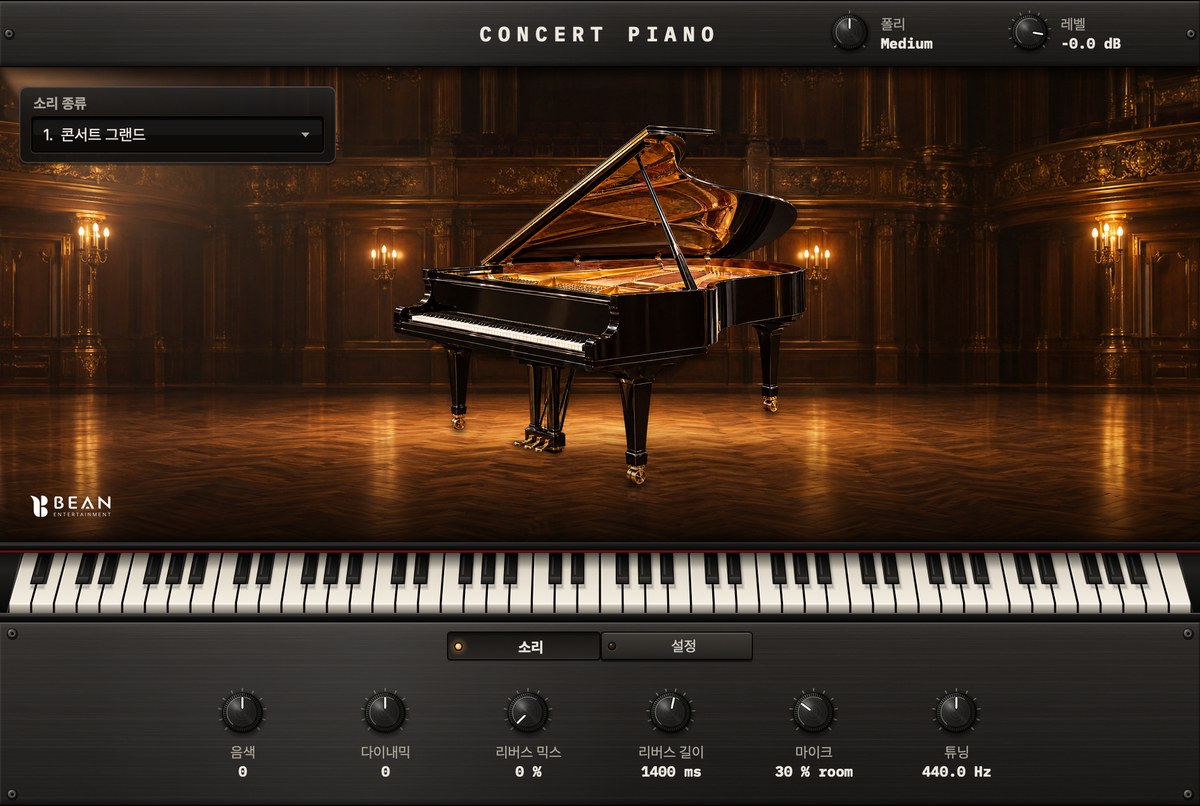 CONCERT PIANO
폴리
Medium
레벨
-0.0 dB
소리 종류
1. 콘서트 그랜드
BEAN
ENTERTAINMENT
소리
설정
음색
0
다이내믹
0
리버스 믹스
0 %
리버스 길이
1400 ms
마이크
30 % room
튜닝
440.0 Hz